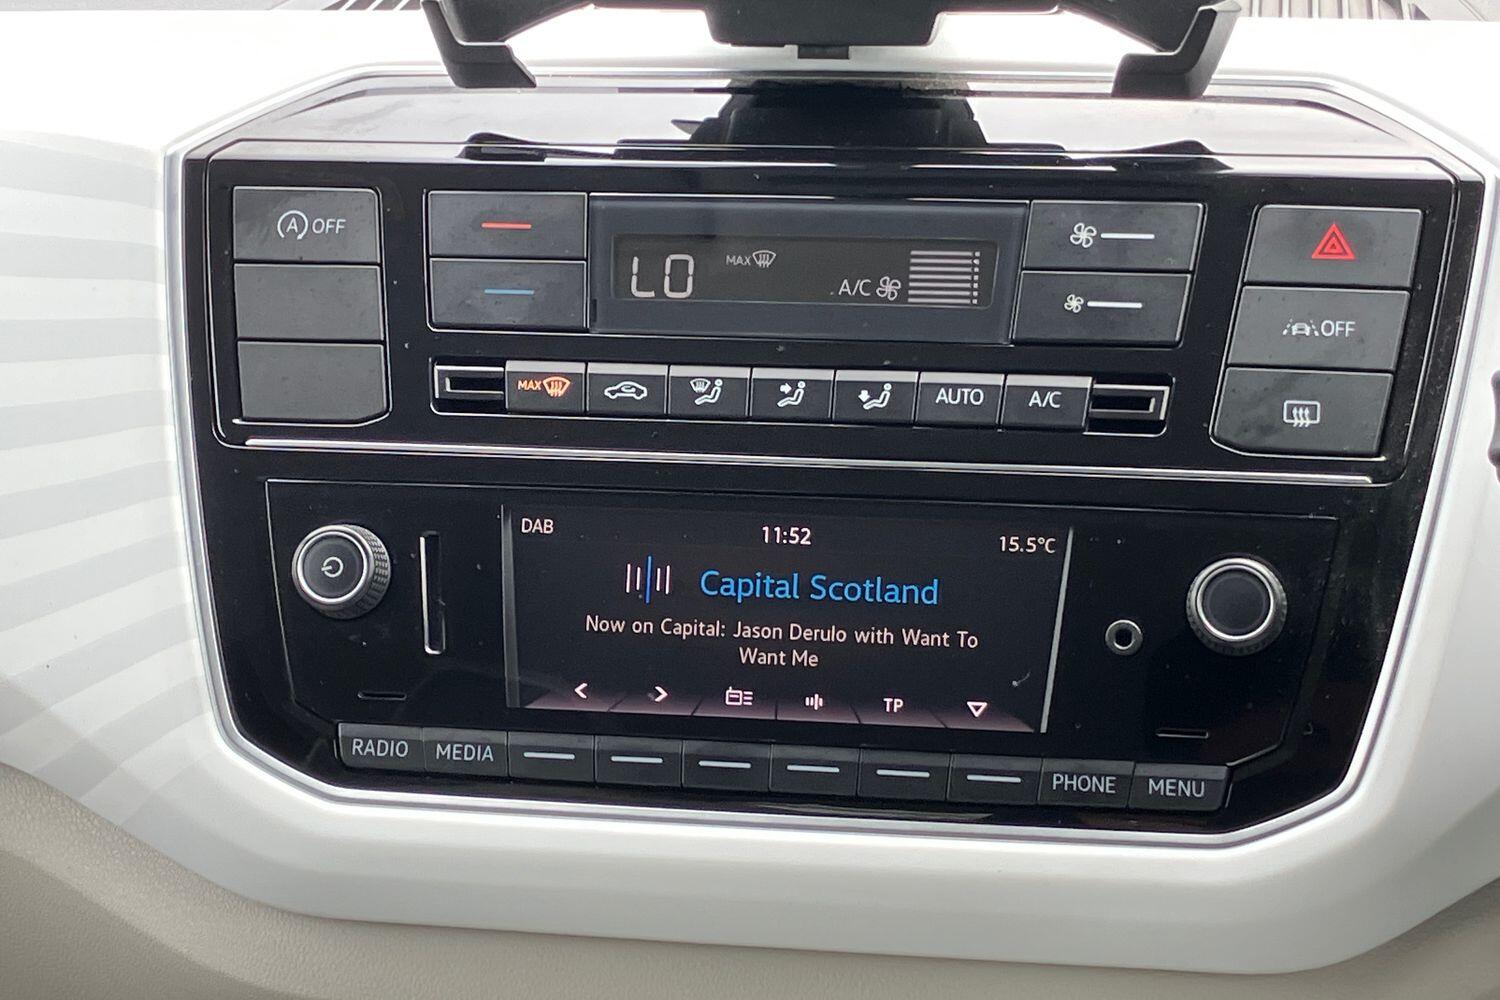 A OFF
LO MAX
A/C
OFF
MAX
AUTO A/C
DAB 11:52 15.5°C
Capital Scotland
Now on Capital: Jason Derulo with Want To
Want Me
TP
RADIO MEDIA PHONE MENU